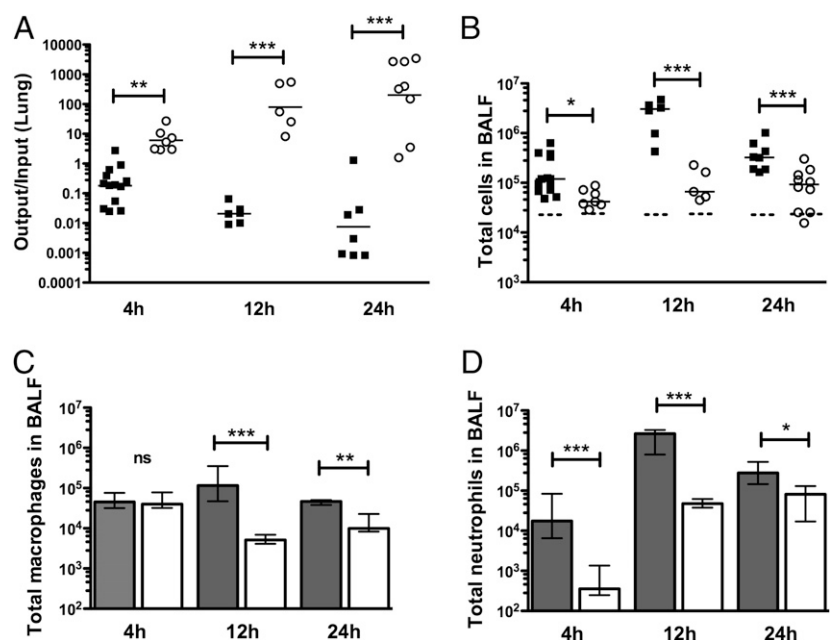 A
***
***
**
10000
1000
100
10
1
0.1
0.01
0.001
0.0001
Output/Input (Lung)
4h 12h 24h
B
***
***
*
10⁷
10⁶
10⁵
10⁴
10³
Total cells in BALF
4h 12h 24h
C
10⁷
10⁶
10⁵
10⁴
10³
10²
Total macrophages in BALF
ns
***
**
4h 12h 24h
D
10⁷
10⁶
10⁵
10⁴
10³
10²
Total neutrophils in BALF
***
***
*
4h 12h 24h